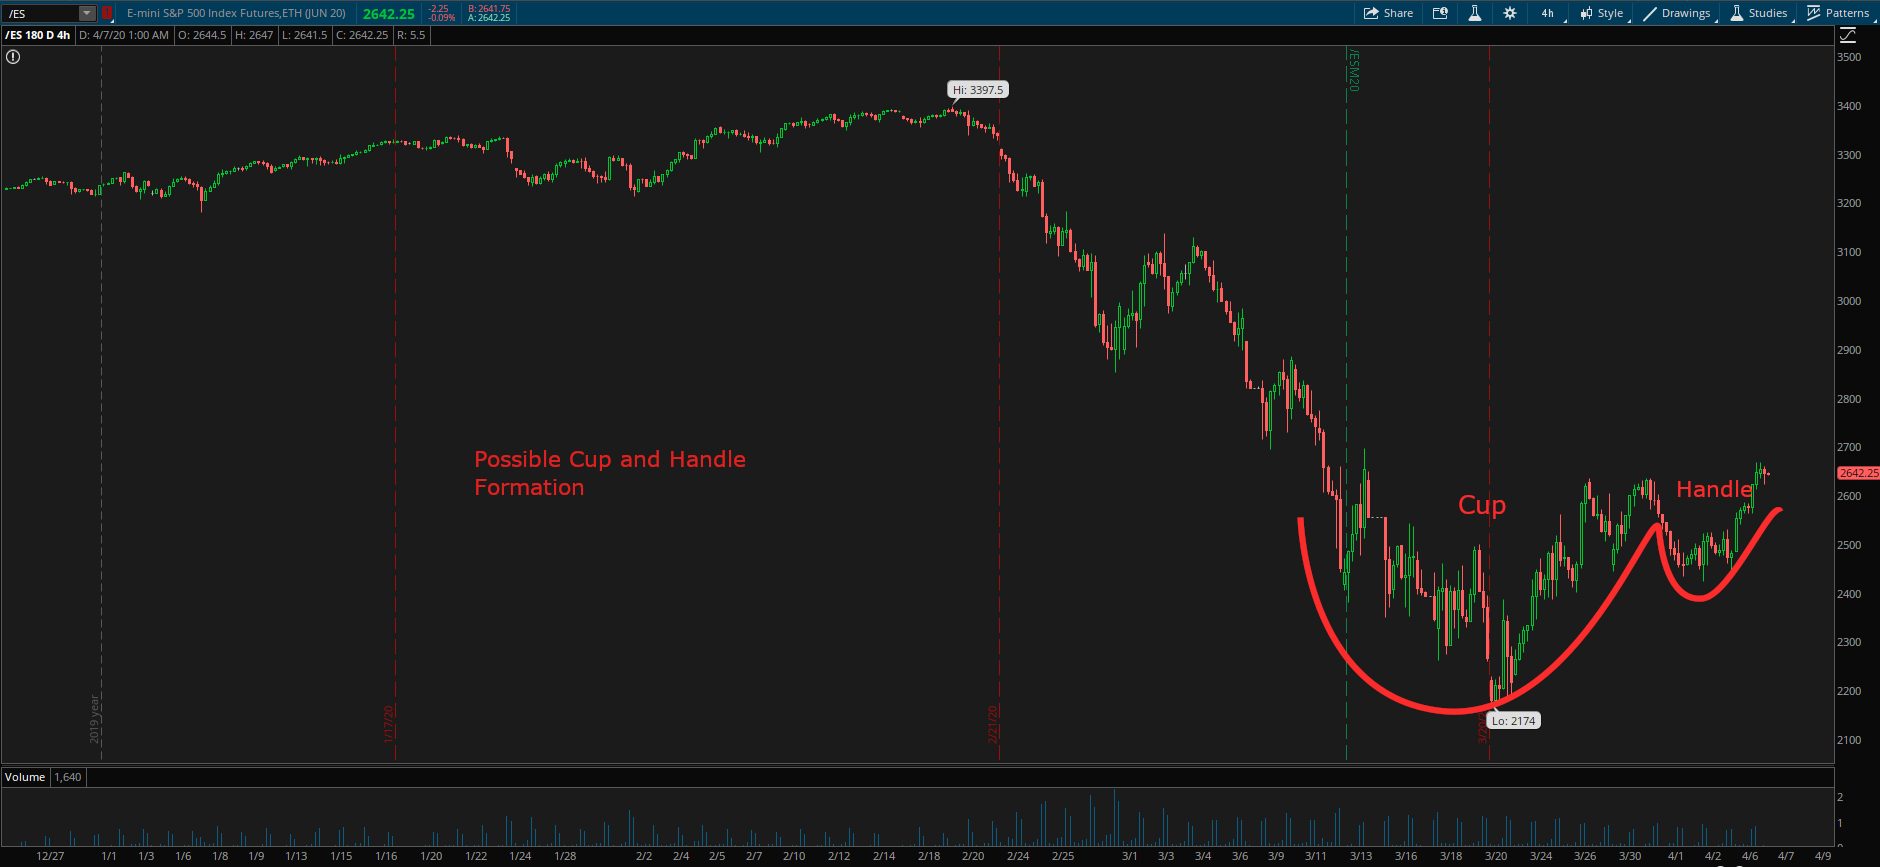 /ES E-mini S&P 500 Index Futures,ETH (JUN 20) 2642.25 -2.25 B: 2641.75 Share 4h Style Drawings Studies Patterns
-0.09% A: 2642.25
/ES 180 D 4h D: 4/7/20 1:00 AM O: 2644.5 H: 2647 L: 2641.5 C: 2642.25 R: 5.5
/ESM20
Hi: 3397.5
3500
3400
3300
3200
3100
3000
2900
2800
2700
2642.25
2600
2500
2400
2300
2200
2100
Possible Cup and Handle
Formation
Cup
Handle
Lo: 2174
2019 year
1/17/20
2/21/20
Volume 1,640
2
1
12/27 1/1 1/3 1/6 1/8 1/9 1/13 1/15 1/16 1/20 1/22 1/24 1/28 2/2 2/4 2/5 2/7 2/10 2/12 2/14 2/18 2/20 2/24 2/25 3/1 3/3 3/4 3/6 3/9 3/11 3/13 3/16 3/18 3/20 3/24 3/26 3/30 4/1 4/2 4/6 4/7 4/9